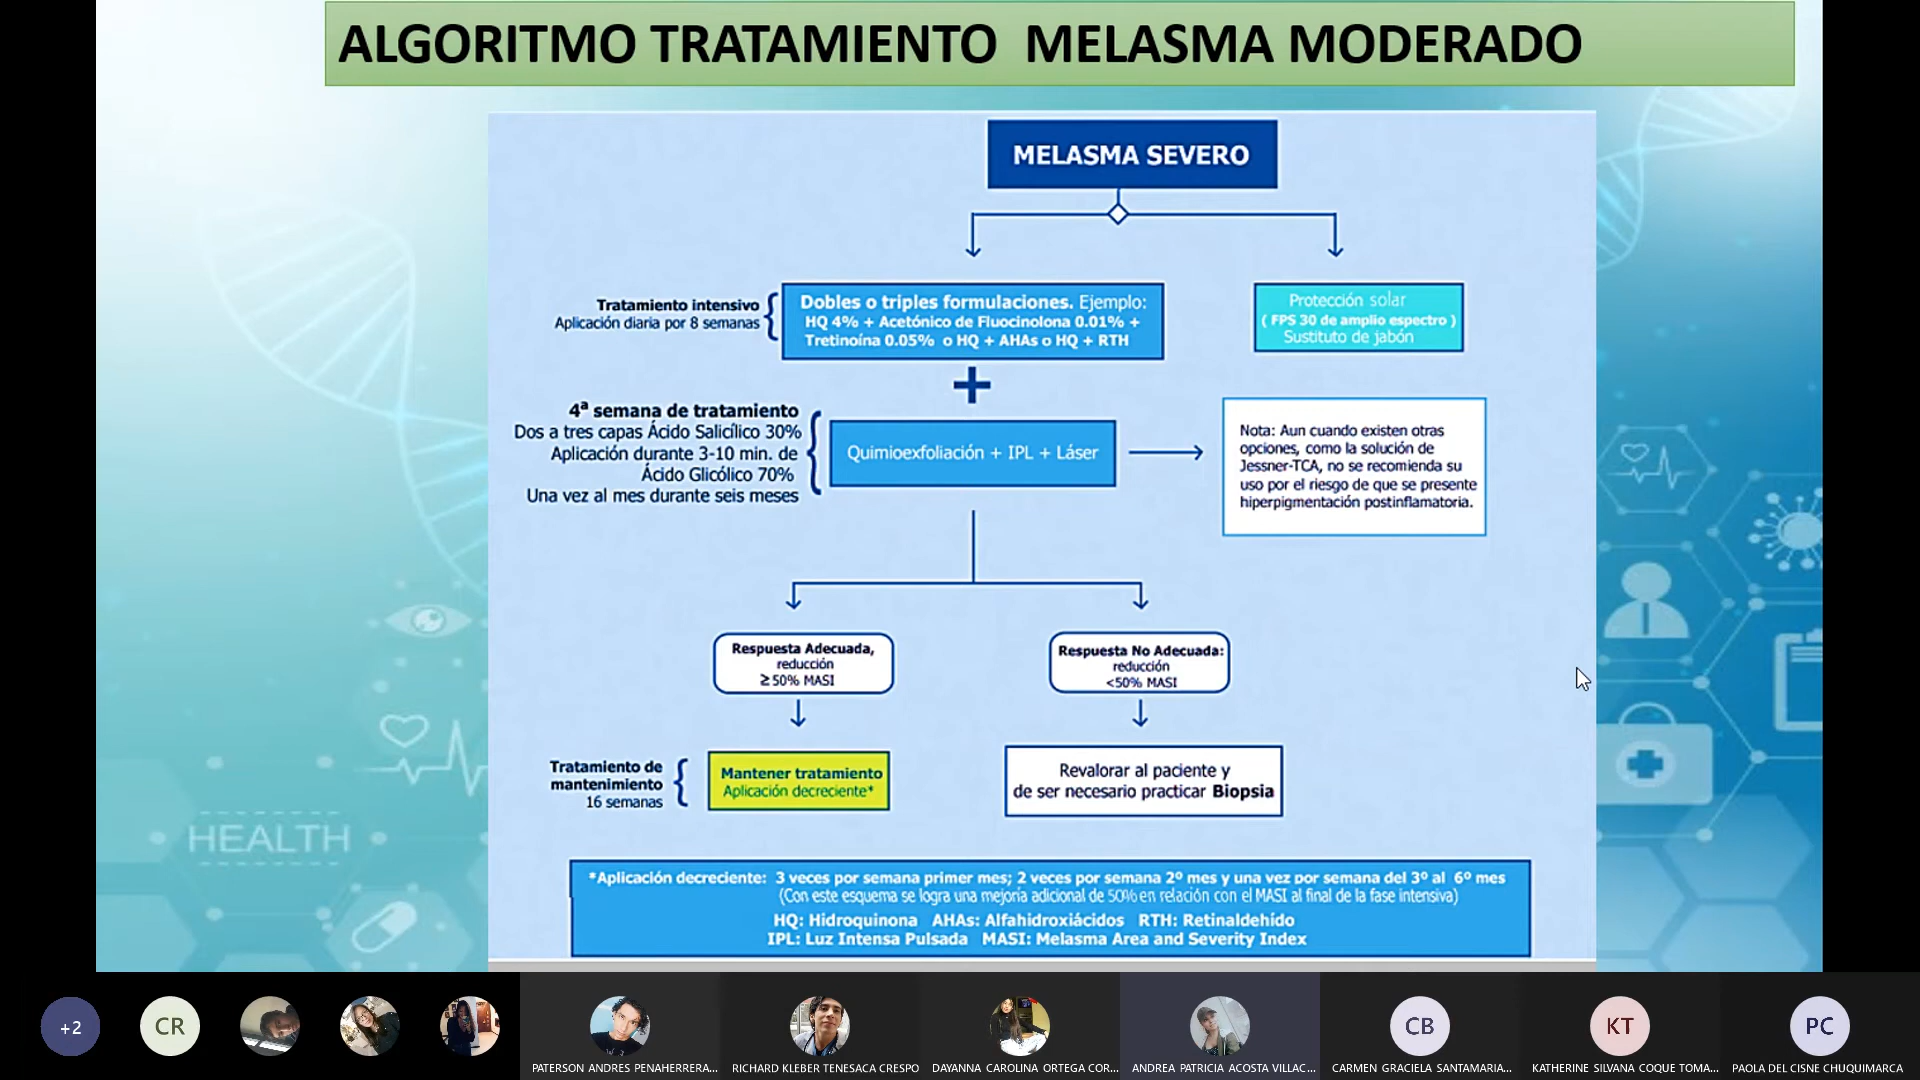 ALGORITMO TRATAMIENTO MELASMA MODERADO
MELASMA SEVERO
Tratamiento intensivo
Aplicación diaria por 8 semanas
Dobles o triples formulaciones. Ejemplo:
HQ 4% + Acetónico de Fluocinolona 0.01% +
Tretinoína 0.05% o HQ + AHAs o HQ + RTH
Protección solar
( FPS 30 de amplio espectro )
Sustituto de jabón
+
4ª semana de tratamiento
Dos a tres capas Ácido Salicílico 30%
Aplicación durante 3-10 min. de
Ácido Glicólico 70%
Una vez al mes durante seis meses
Quimioexfoliación + IPL + Láser
Nota: Aun cuando existen otras
opciones, como la solución de
Jessner-TCA, no se recomienda su
uso por el riesgo de que se presente
hiperpigmentación postinflamatoria.
Respuesta Adecuada,
reducción
≥50% MASI
Respuesta No Adecuada:
reducción
<50% MASI
Tratamiento de
mantenimiento
16 semanas
Mantener tratamiento
Aplicación decreciente*
Revalorar al paciente y
de ser necesario practicar Biopsia
HEALTH
*Aplicación decreciente: 3 veces por semana primer mes; 2 veces por semana 2º mes y una vez por semana del 3º al 6º mes
(Con este esquema se logra una mejoría adicional de 50% en relación con el MASI al final de la fase intensiva)
HQ: Hidroquinona AHAs: Alfahidroxiácidos RTH: Retinaldehído
IPL: Luz Intensa Pulsada MASI: Melasma Area and Severity Index
+2
CR
CB
KT
PC
PATERSON ANDRES PENAHERRERA...
RICHARD KLEBER TENESACA CRESPO
DAYANNA CAROLINA ORTEGA COR...
ANDREA PATRICIA ACOSTA VILLAC...
CARMEN GRACIELA SANTAMARIA...
KATHERINE SILVANA COQUE TOMA...
PAOLA DEL CISNE CHUQUIMARCA